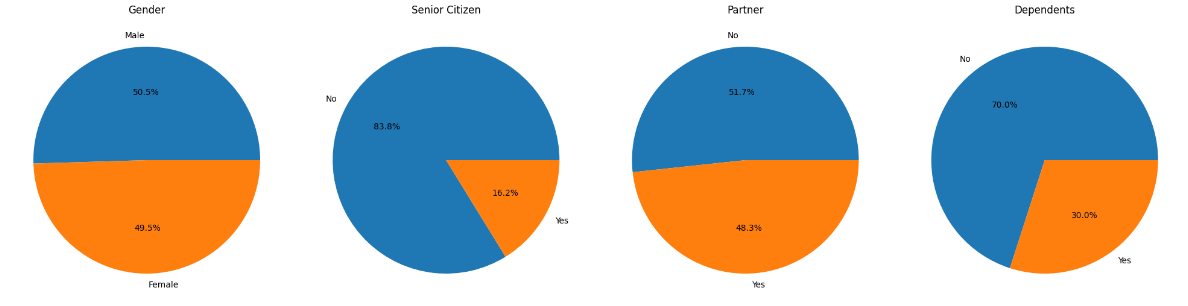 Gender
Male
50.5%
49.5%
Female
Senior Citizen
No
83.8%
16.2%
Yes
Partner
No
51.7%
48.3%
Yes
Dependents
No
70.0%
30.0%
Yes